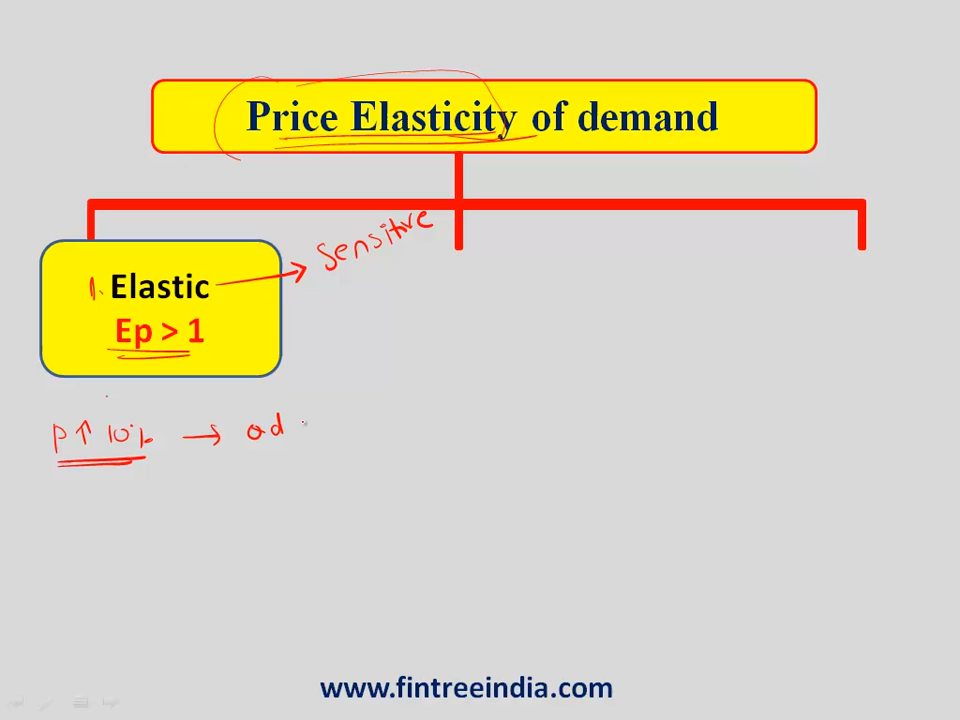 Price Elasticity of demand
Sensitive
1. Elastic
Ep > 1
P↑ 10% → Qd
www.fintreeindia.com